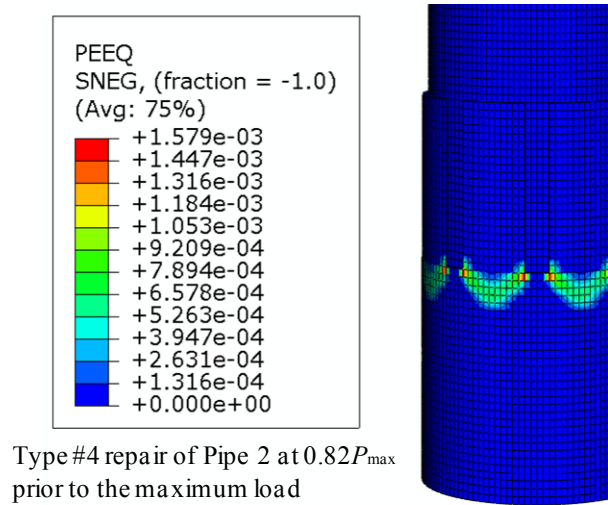 PEEQ
SNEG, (fraction = -1.0)
(Avg: 75%)
+1.579e-03
+1.447e-03
+1.316e-03
+1.184e-03
+1.053e-03
+9.209e-04
+7.894e-04
+6.578e-04
+5.263e-04
+3.947e-04
+2.631e-04
+1.316e-04
+0.000e+00
Type #4 repair of Pipe 2 at 0.82Pmax
prior to the maximum load